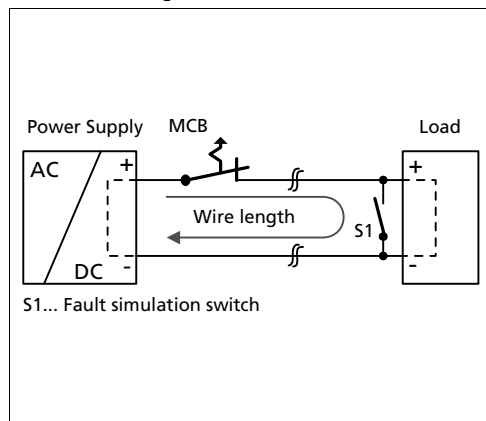 Power Supply MCB Load
AC + +
Wire length
S1
DC - -
S1... Fault simulation switch